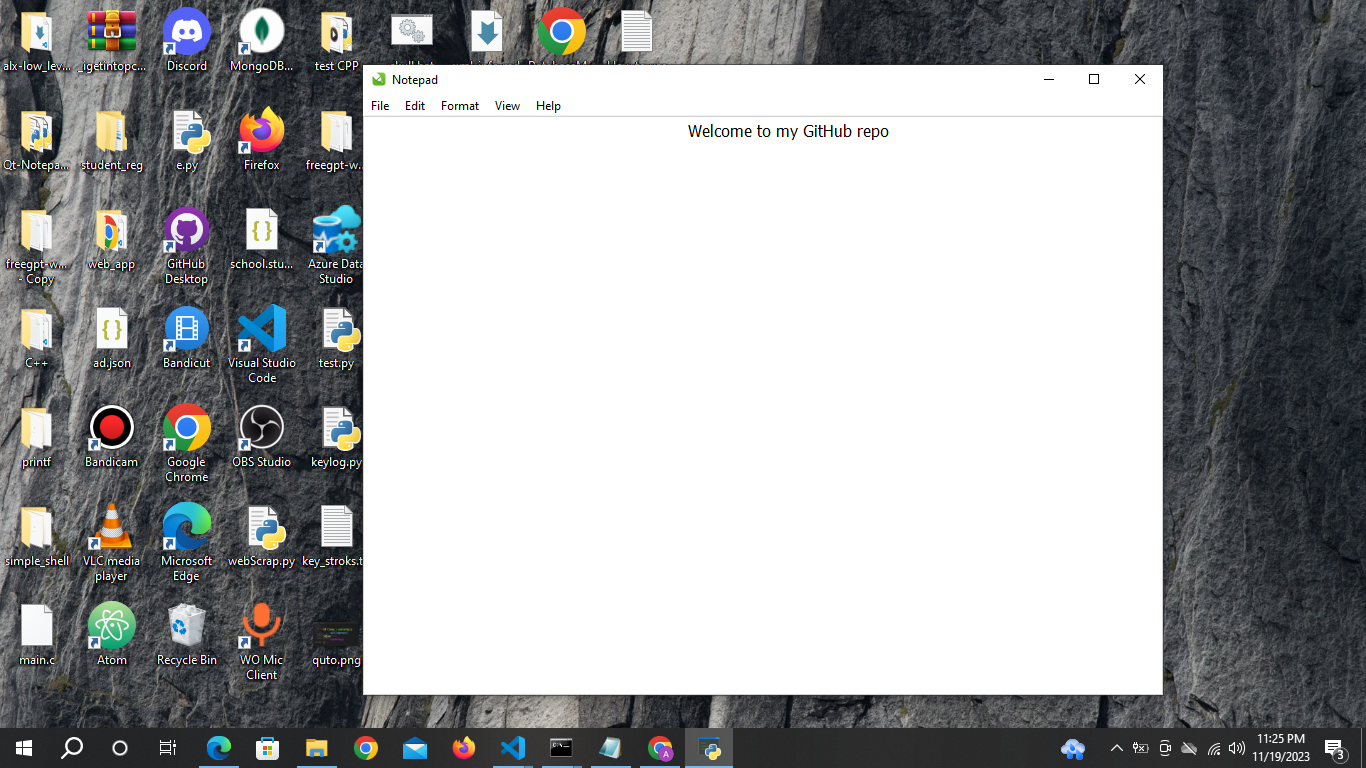 alx-low_lev...
_igetintopc...
Discord
MongoDB...
test CPP
Notepad
File Edit Format View Help
Welcome to my GitHub repo
Qt-Notepa...
student_reg
e.py
Firefox
freegpt-w...
freegpt-w...
- Copy
web_app
GitHub
Desktop
school.stu...
Azure Data
Studio
C++
ad.json
Bandicut
Visual Studio
Code
test.py
printf
Bandicam
Google
Chrome
OBS Studio
keylog.py
simple_shell
VLC media
player
Microsoft
Edge
webScrap.py
key_stroks.t
main.c
Atom
Recycle Bin
WO Mic
Client
quto.png
A
11:25 PM
11/19/2023
3